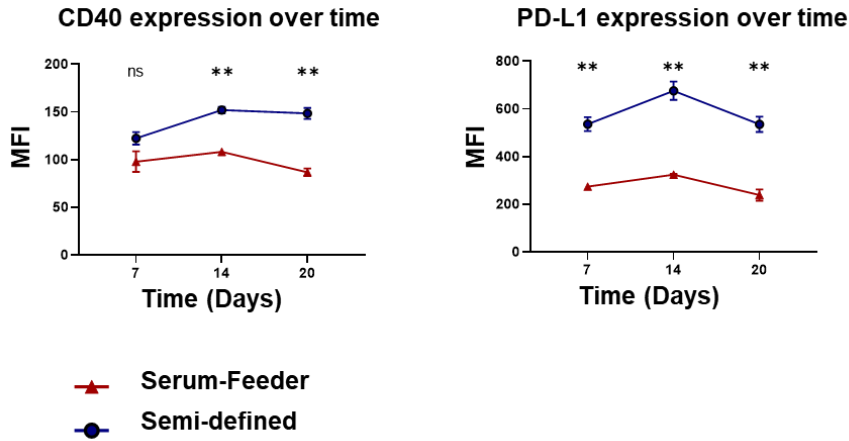 CD40 expression over time
200
150
100
50
0
MFI
ns
**
**
7
14
20
Time (Days)
PD-L1 expression over time
800
600
400
200
0
MFI
**
**
**
7
14
20
Time (Days)
Serum-Feeder
Semi-defined